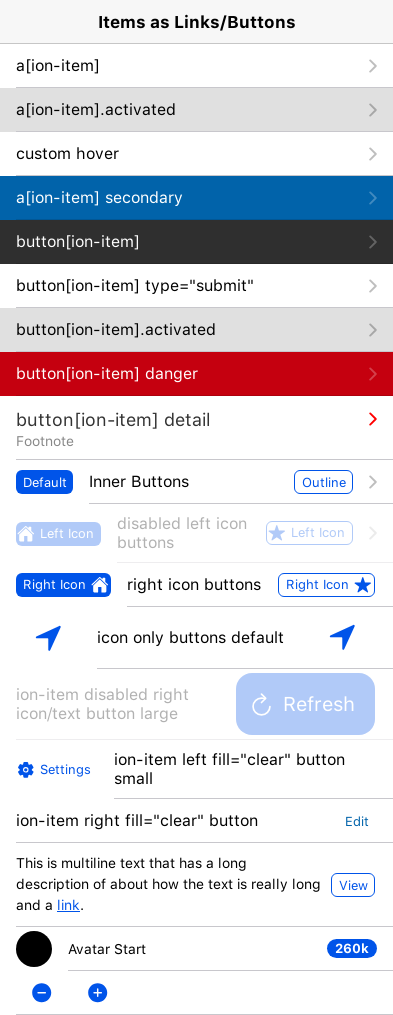 Items as Links/Buttons
a[ion-item]
a[ion-item].activated
custom hover
a[ion-item] secondary
button[ion-item]
button[ion-item] type="submit"
button[ion-item].activated
button[ion-item] danger
button[ion-item] detail
Footnote
Default Inner Buttons Outline
Left Icon disabled left icon buttons Left Icon
Right Icon right icon buttons Right Icon
icon only buttons default
ion-item disabled right
icon/text button large
Refresh
Settings
ion-item left fill="clear" button
small
ion-item right fill="clear" button Edit
This is multiline text that has a long
description of about how the text is really long
and a link.
View
Avatar Start 260k